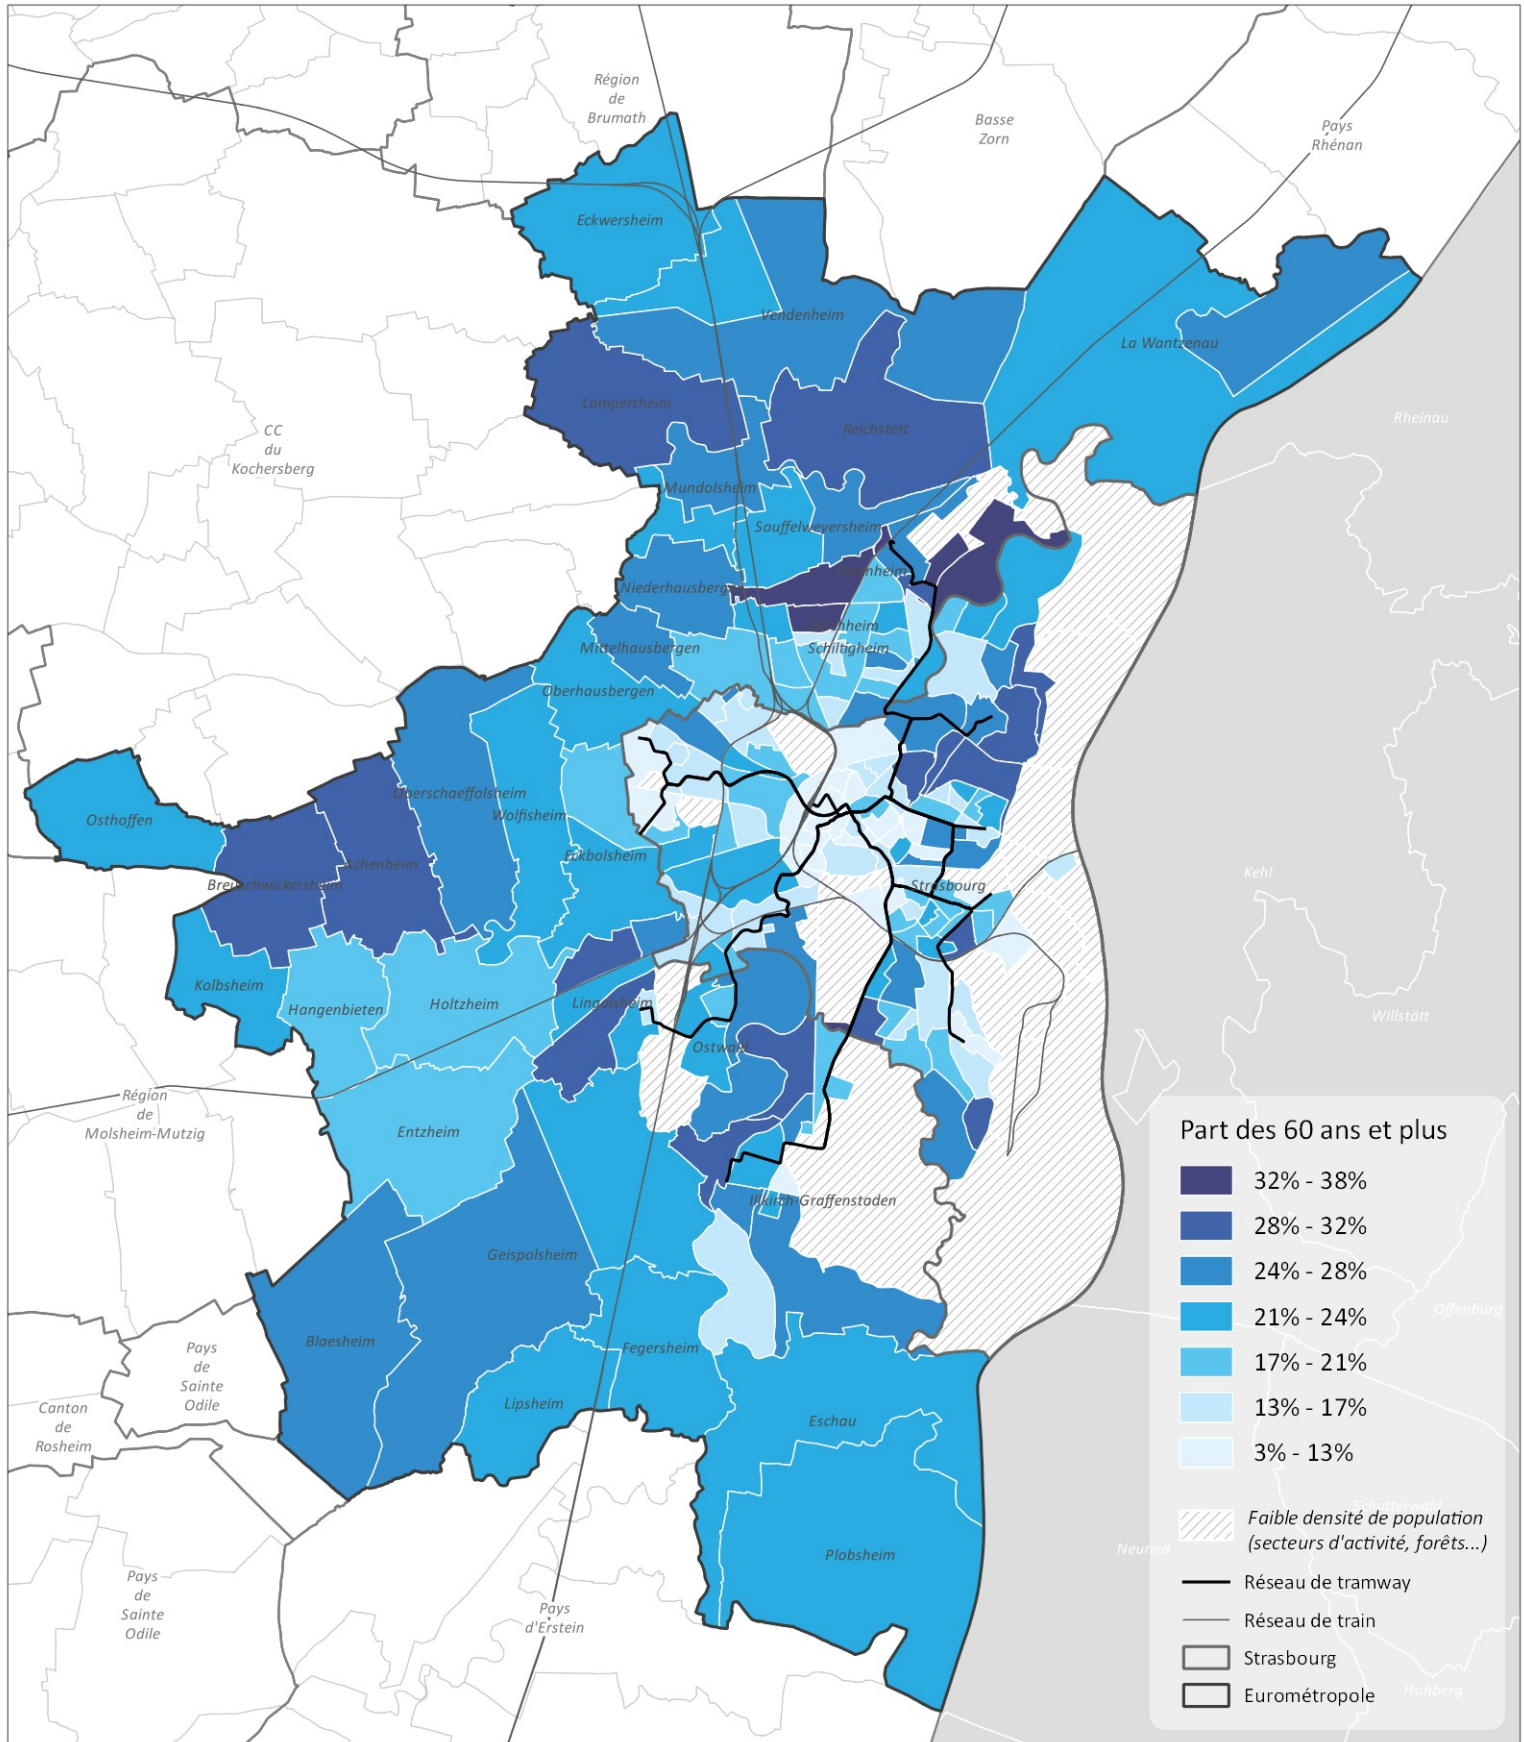 Région
de
Brumath
Basse
Zorn
Pays
Rhénan
Eckwersheim
Vendenheim
La Wantzenau
Lampertheim
Reichstett
Rheinau
CC
du
Kochersberg
Mundolsheim
Souffelweyersheim
Niederhausbergen
Mittelhausbergen
Schiltigheim
Oberhausbergen
Oberschaeffolsheim
Wolfisheim
Osthoffen
Eckbolsheim
Achenheim
Breuschwickersheim
Strasbourg
Kehl
Kolbsheim
Hangenbieten
Holtzheim
Lingolsheim
Willstätt
Ostwald
Région
de
Molsheim-Mutzig
Entzheim
Illkirch-Graffenstaden
Geispolsheim
Blaesheim
Fegersheim
Pays
de
Sainte
Odile
Lipsheim
Canton
de
Rosheim
Eschau
Plobsheim
Pays
de
Sainte
Odile
Pays
d'Erstein
Part des 60 ans et plus
32% - 38%
28% - 32%
24% - 28%
21% - 24%
17% - 21%
13% - 17%
3% - 13%
Offenburg
Schutterwald
Neuried
Hohberg
Faible densité de population
(secteurs d'activité, forêts...)
Réseau de tramway
Réseau de train
Strasbourg
Eurométropole